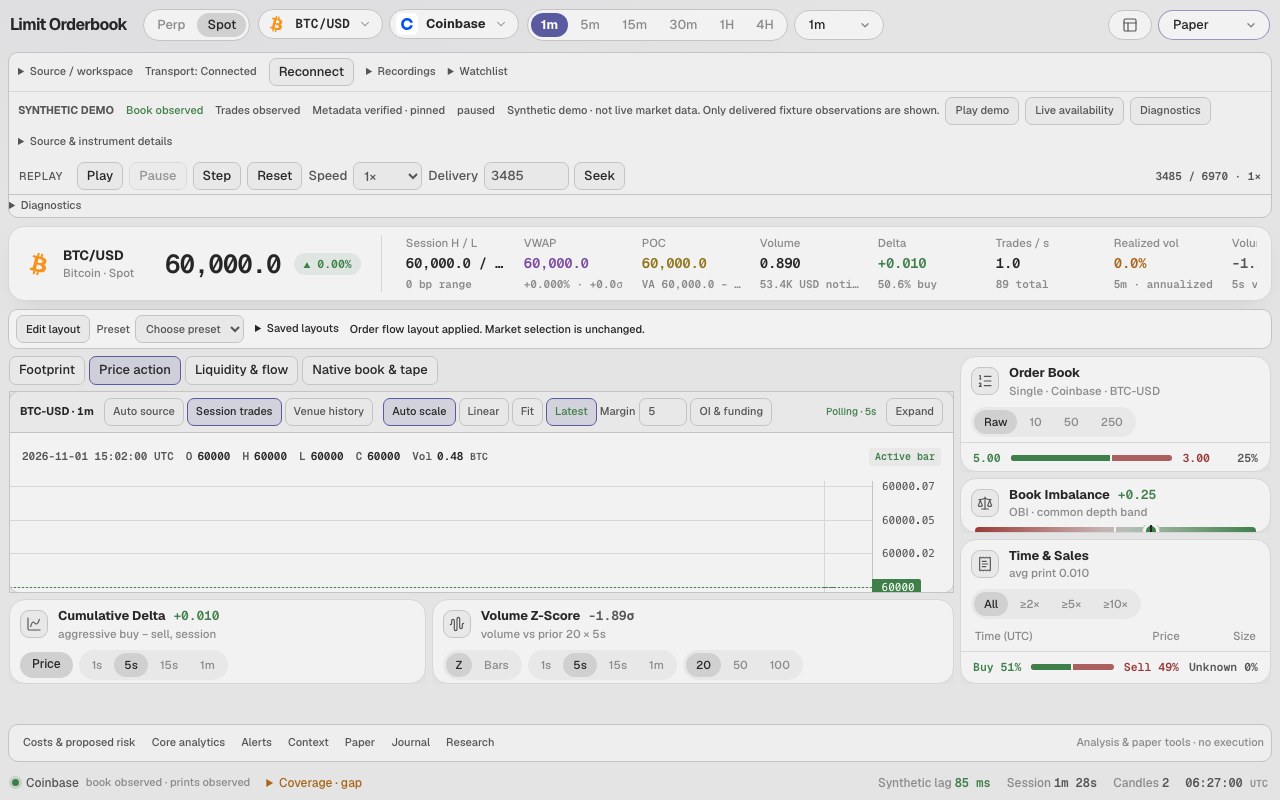 Limit Orderbook Perp Spot BTC/USD Coinbase 1m 5m 15m 30m 1H 4H 1m Paper
Source / workspace Transport: Connected Reconnect Recordings Watchlist
SYNTHETIC DEMO Book observed Trades observed Metadata verified · pinned paused Synthetic demo · not live market data. Only delivered fixture observations are shown. Play demo Live availability Diagnostics
Source & instrument details
REPLAY Play Pause Step Reset Speed 1× Delivery 3485 Seek 3485 / 6970 · 1×
Diagnostics
BTC/USD
Bitcoin · Spot
60,000.0 ▲ 0.00%
Session H / L VWAP POC Volume Delta Trades / s Realized vol Volu
60,000.0 / … 60,000.0 60,000.0 0.890 +0.010 1.0 0.0% -1.
0 bp range +0.000% · +0.0σ VA 60,000.0 – … 53.4K USD noti… 50.6% buy 89 total 5m · annualized 5s v
Edit layout Preset Choose preset Saved layouts Order flow layout applied. Market selection is unchanged.
Footprint Price action Liquidity & flow Native book & tape
BTC-USD · 1m Auto source Session trades Venue history Auto scale Linear Fit Latest Margin 5 OI & funding Polling · 5s Expand
2026-11-01 15:02:00 UTC O 60000 H 60000 L 60000 C 60000 Vol 0.48 BTC Active bar
60000.07
60000.05
60000.02
60000
Order Book
Single · Coinbase · BTC-USD
Raw 10 50 250
5.00 3.00 25%
Book Imbalance +0.25
OBI · common depth band
Time & Sales
avg print 0.010
All ≥2× ≥5× ≥10×
Time (UTC) Price Size
Buy 51% Sell 49% Unknown 0%
Cumulative Delta +0.010
aggressive buy − sell, session
Price 1s 5s 15s 1m
Volume Z-Score −1.89σ
volume vs prior 20 × 5s
Z Bars 1s 5s 15s 1m 20 50 100
Costs & proposed risk Core analytics Alerts Context Paper Journal Research Analysis & paper tools · no execution
Coinbase book observed · prints observed Coverage · gap Synthetic lag 85 ms Session 1m 28s Candles 2 06:27:00 UTC